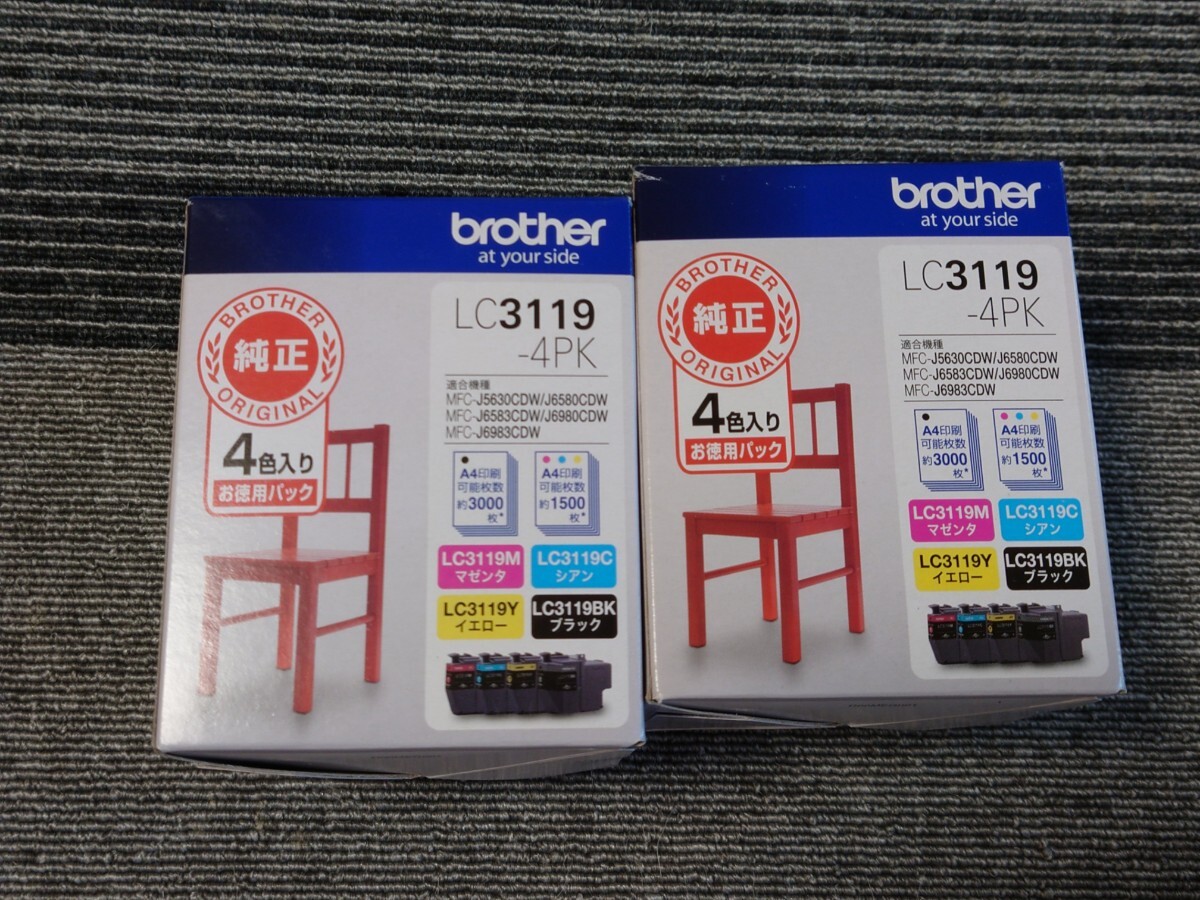 brother
at your side
BROTHER
純正
ORIGINAL
4色入り
お徳用パック
LC3119
-4PK
適合機種
MFC-J5630CDW/J6580CDW
MFC-J6583CDW/J6980CDW
MFC-J6983CDW
A4印刷
可能枚数
約3000
枚*
A4印刷
可能枚数
約1500
枚*
LC3119M
マゼンタ
LC3119C
シアン
LC3119Y
イエロー
LC3119BK
ブラック
brother
at your side
BROTHER
純正
ORIGINAL
4色入り
お徳用パック
LC3119
-4PK
適合機種
MFC-J5630CDW/J6580CDW
MFC-J6583CDW/J6980CDW
MFC-J6983CDW
A4印刷
可能枚数
約3000
枚*
A4印刷
可能枚数
約1500
枚*
LC3119M
マゼンタ
LC3119C
シアン
LC3119Y
イエロー
LC3119BK
ブラック